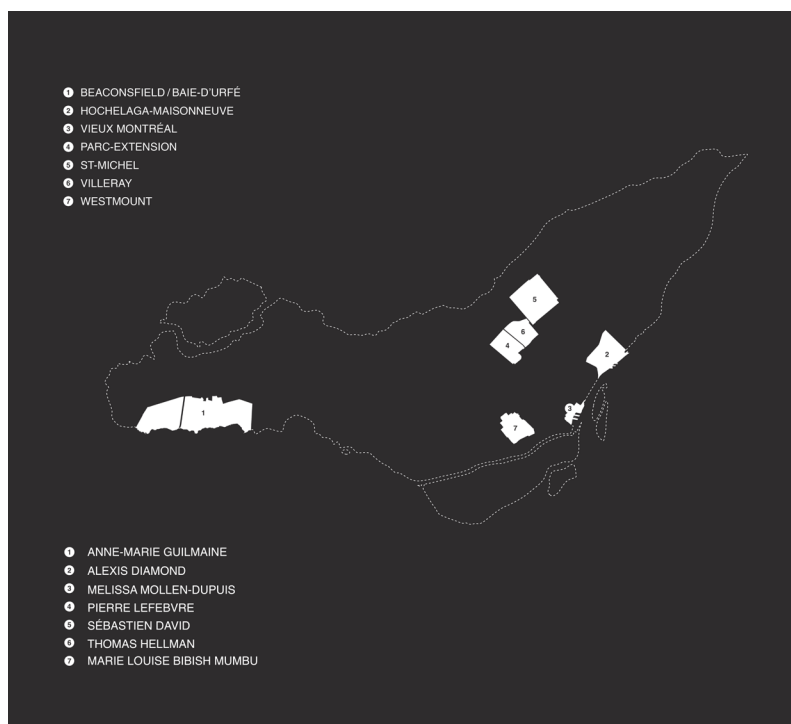 1 BEACONSFIELD / BAIE-D'URFÉ
2 HOCHELAGA-MAISONNEUVE
3 VIEUX MONTRÉAL
4 PARC-EXTENSION
5 ST-MICHEL
6 VILLERAY
7 WESTMOUNT
5
6
4
2
1
3
7
1 ANNE-MARIE GUILMAINE
2 ALEXIS DIAMOND
3 MELISSA MOLLEN-DUPUIS
4 PIERRE LEFEBVRE
5 SÉBASTIEN DAVID
6 THOMAS HELLMAN
7 MARIE LOUISE BIBISH MUMBU